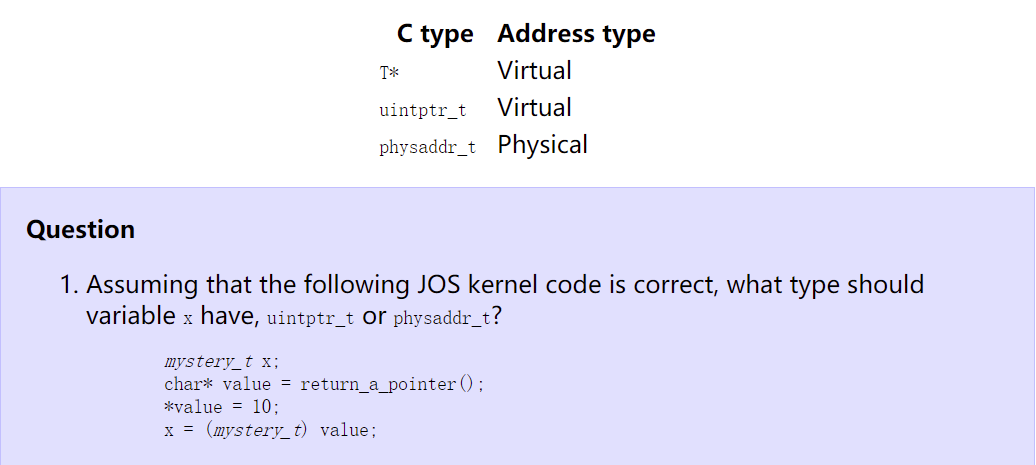 C type Address type
T* Virtual
uintptr_t Virtual
physaddr_t Physical
Question
1. Assuming that the following JOS kernel code is correct, what type should
variable x have, uintptr_t or physaddr_t?
mystery_t x;
char* value = return_a_pointer();
*value = 10;
x = (mystery_t) value;